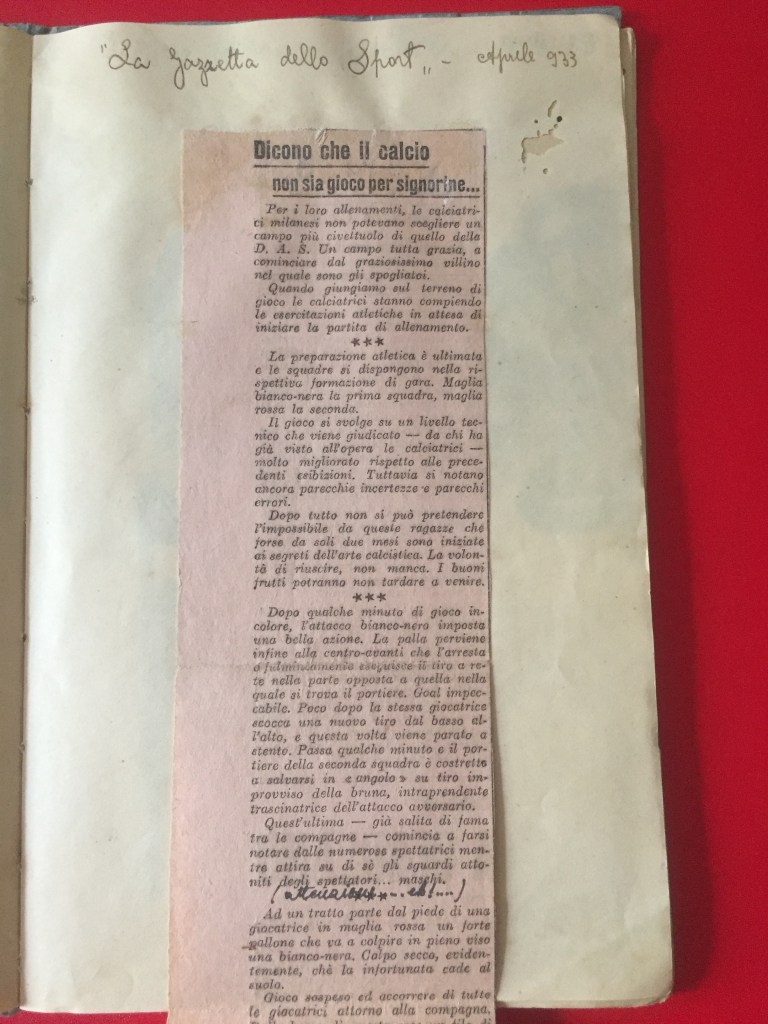 "La Gazzetta dello Sport" - Aprile 933
Dicono che il calcio
non sia gioco per signorine...
Per i loro allenamenti, le calciatri-
ci milanesi non potevano scegliere un
campo più civettuolo di quello della
D. A. S. Un campo tutta grazia, a
cominciare dal graziosissimo villino
nel quale sono gli spogliatoi.
Quando giungiamo sul terreno di
gioco le calciatrici stanno compiendo
le esercitazioni atletiche in attesa di
iniziare la partita di allenamento.
***
La preparazione atletica è ultimata
e le squadre si dispongono nella ri-
spettiva formazione di gara. Maglia
bianco-nera la prima squadra, maglia
rossa la seconda.
Il gioco si svolge su un livello tec-
nico che viene giudicato — da chi ha
già visto all'opera le calciatrici —
molto migliorato rispetto alle prece-
denti esibizioni. Tuttavia si notano
ancora parecchie incertezze e parecchi
errori.
Dopo tutto non si può pretendere
l'impossibile da queste ragazze che
forse da soli due mesi sono iniziate
ai segreti dell'arte calcistica. La volon-
tà di riuscire, non manca. I buoni
frutti potranno non tardare a venire.
***
Dopo qualche minuto di gioco in-
colore, l'attacco bianco-nero imposta
una bella azione. La palla perviene
infine alla centro-avanti che l'arresta
e fulmineamente eseguisce il tiro a re-
te nella parte opposta a quella nella
quale si trova il portiere. Goal impec-
cabile. Poco dopo la stessa giocatrice
scocca una nuovo tiro dal basso al-
l'alto, e questa volta viene parato a
stento. Passa qualche minuto e il por-
tiere della seconda squadra è costretto
a salvarsi in «angolo» su tiro im-
provviso della bruna, intraprendente
trascinatrice dell'attacco avversario.
Quest'ultima — già salita di fama
tra le compagne — comincia a farsi
notare dalle numerose spettatrici men-
tre attira su di sè gli sguardi atto-
niti degli spettatori... maschi.
Ad un tratto parte dal piede di una
giocatrice in maglia rossa un forte
pallone che va a colpire in pieno viso
una bianco-nera. Colpo secco, eviden-
temente, chè la infortunata cade al
suolo.
Gioco sospeso ed accorrere di tutte
le giocatrici attorno alla compagna.